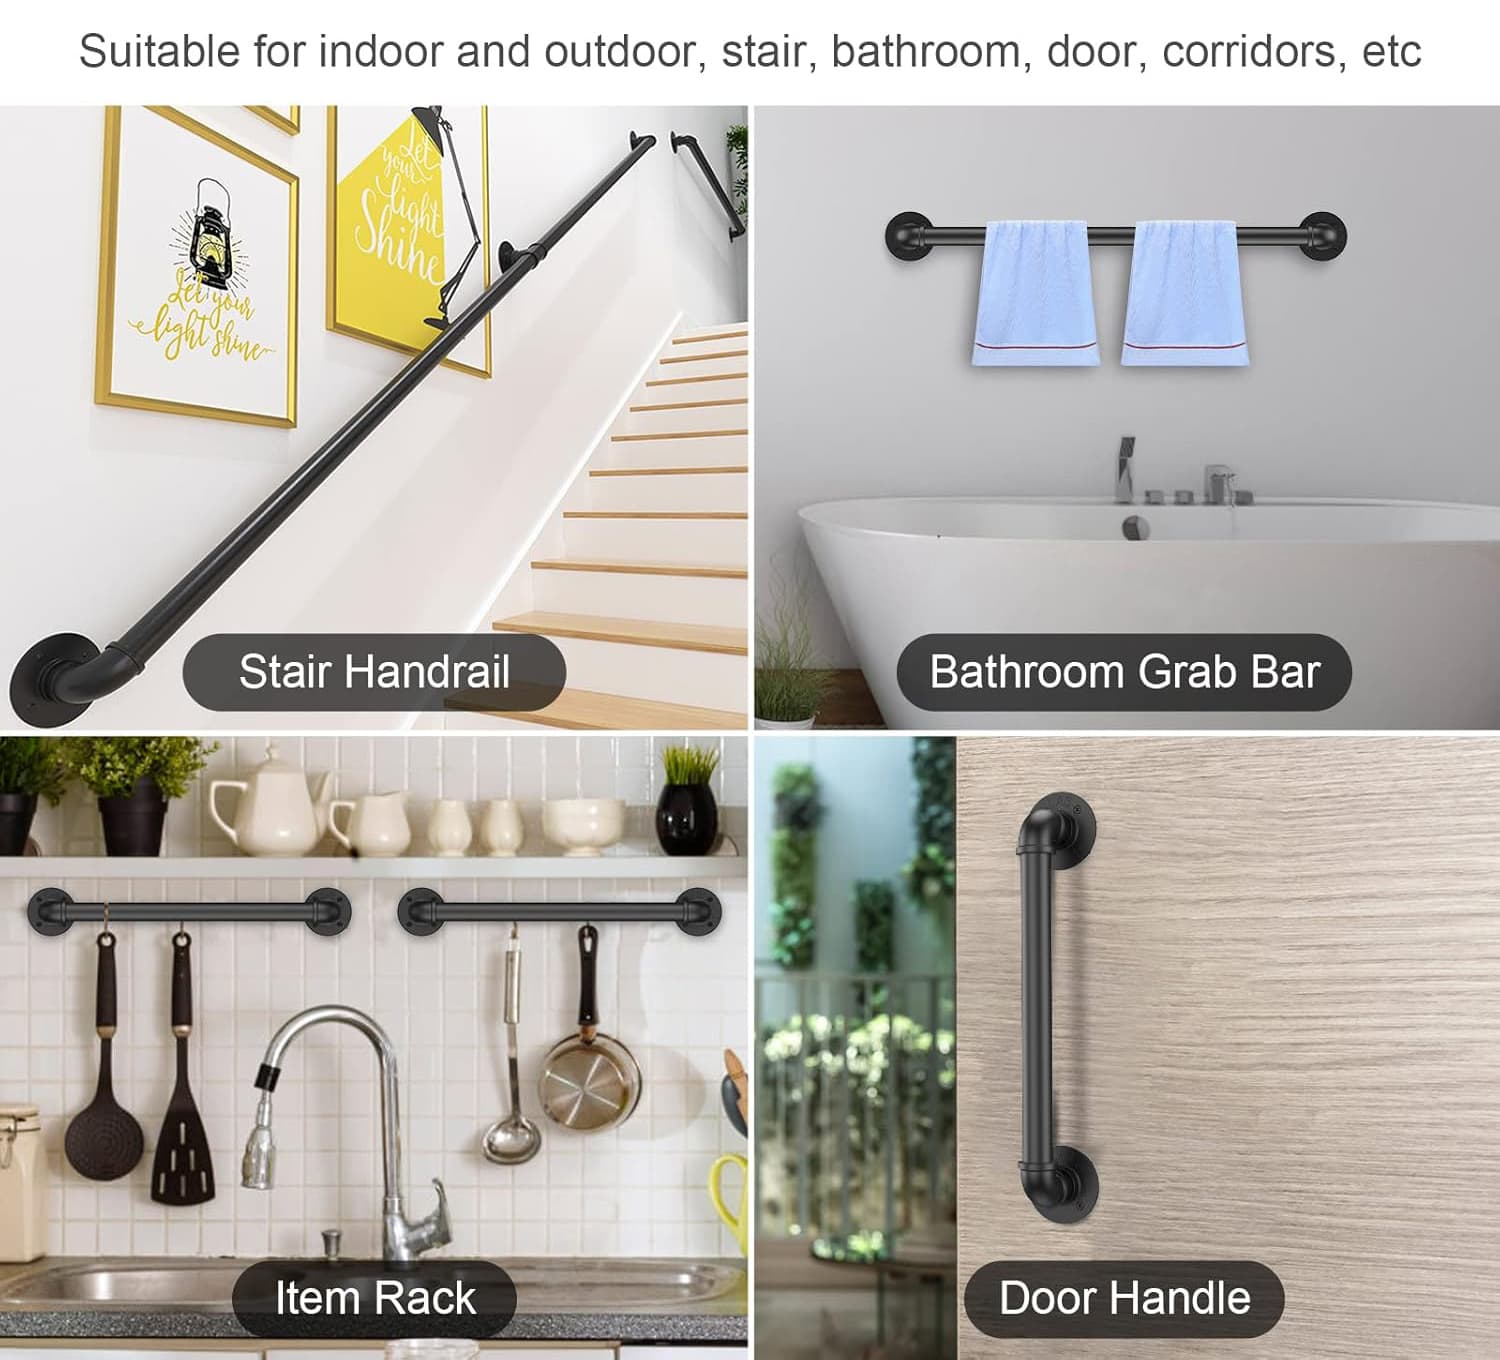 Suitable for indoor and outdoor, stair, bathroom, door, corridors, etc
Let your
light shine
Let
your
light
Shine
Stair Handrail
Bathroom Grab Bar
Item Rack
Door Handle